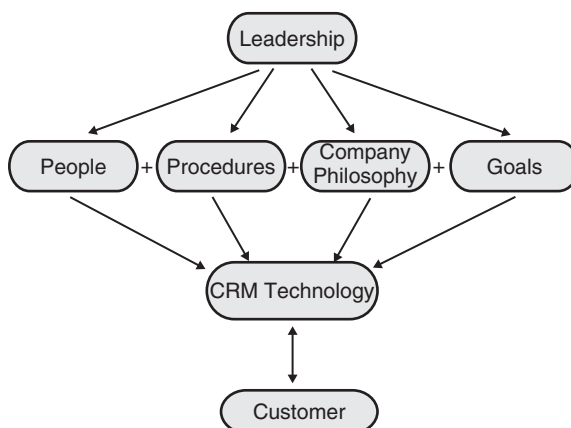 Leadership
People + Procedures + Company Philosophy + Goals
CRM Technology
Customer